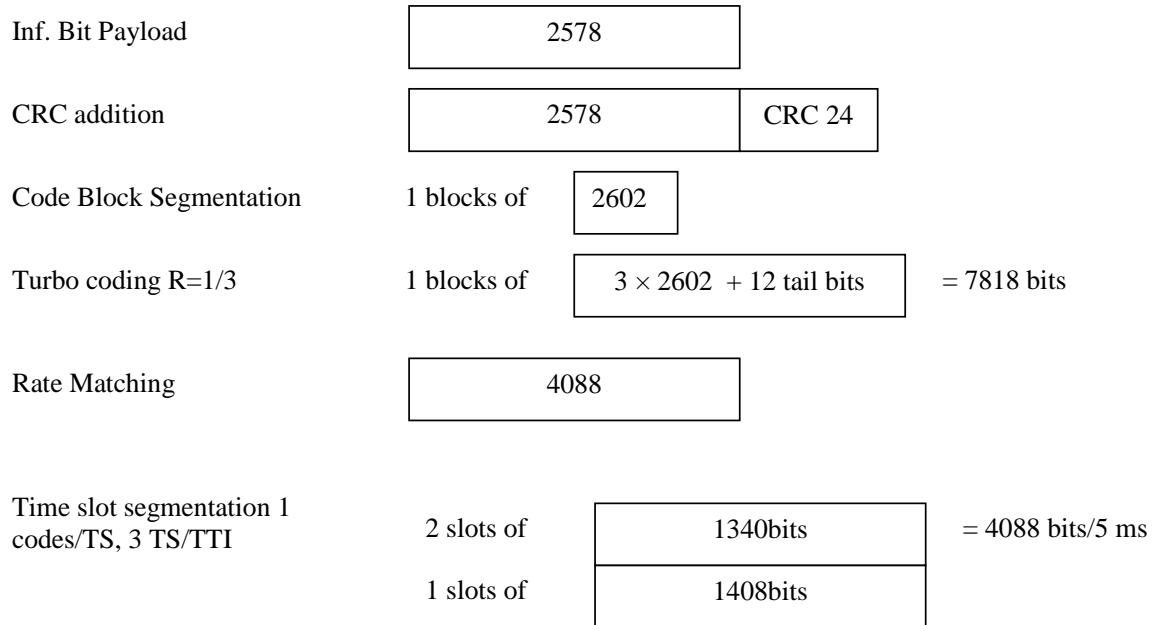 Inf. Bit Payload 2578
CRC addition 2578 CRC 24
Code Block Segmentation 1 blocks of 2602
Turbo coding R=1/3 1 blocks of 3 × 2602 + 12 tail bits = 7818 bits
Rate Matching 4088
Time slot segmentation 1
codes/TS, 3 TS/TTI 2 slots of 1340bits = 4088 bits/5 ms
1 slots of 1408bits